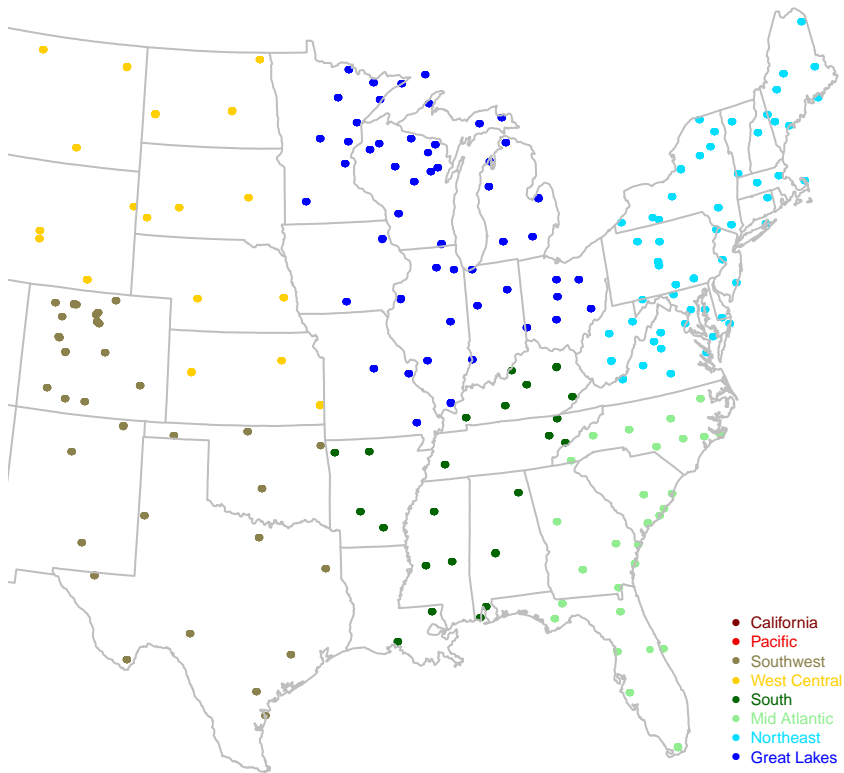 California
Pacific
Southwest
West Central
South
Mid Atlantic
Northeast
Great Lakes